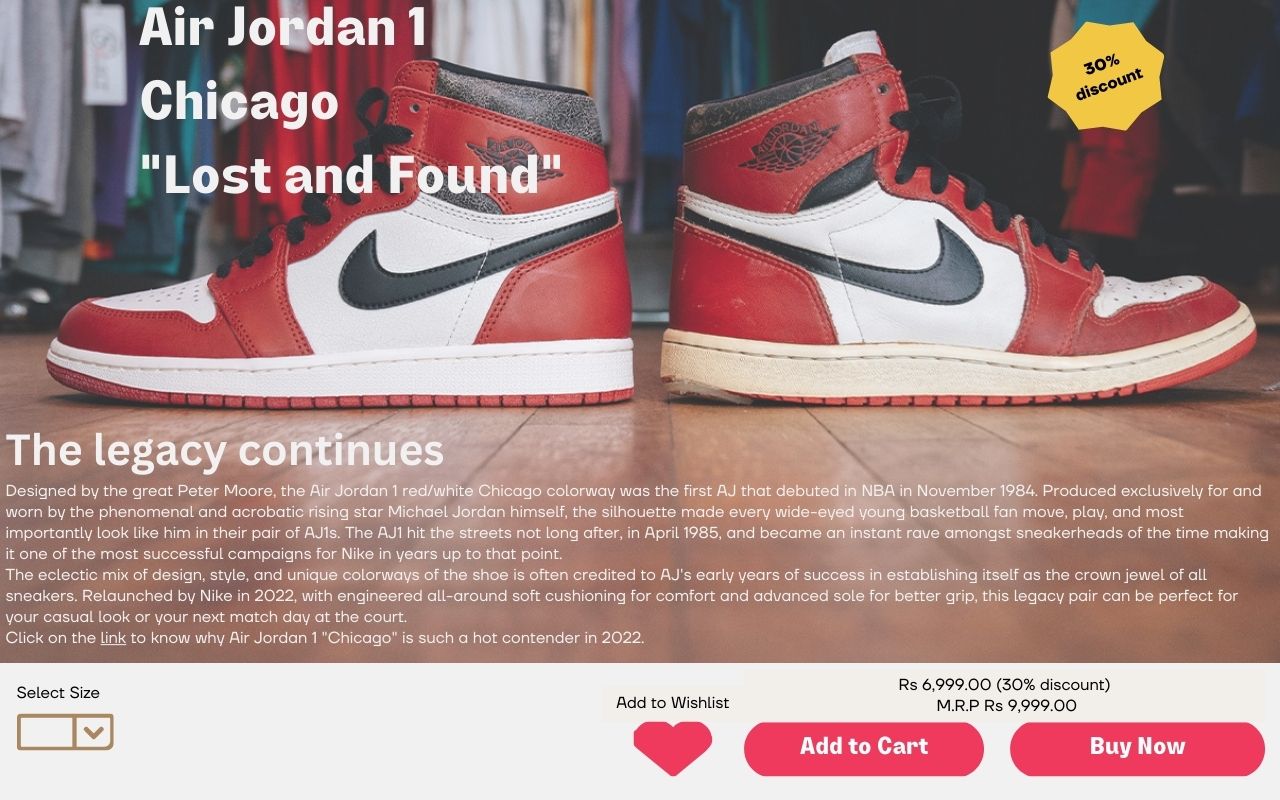 Air Jordan 1
Chicago
"Lost and Found"
30%
discount
AIR JORDAN
The legacy continues
Designed by the great Peter Moore, the Air Jordan 1 red/white Chicago colorway was the first AJ that debuted in NBA in November 1984. Produced exclusively for and
worn by the phenomenal and acrobatic rising star Michael Jordan himself, the silhouette made every wide-eyed young basketball fan move, play, and most
importantly look like him in their pair of AJ1s. The AJ1 hit the streets not long after, in April 1985, and became an instant rave amongst sneakerheads of the time making
it one of the most successful campaigns for Nike in years up to that point.
The eclectic mix of design, style, and unique colorways of the shoe is often credited to AJ's early years of success in establishing itself as the crown jewel of all
sneakers. Relaunched by Nike in 2022, with engineered all-around soft cushioning for comfort and advanced sole for better grip, this legacy pair can be perfect for
your casual look or your next match day at the court.
Click on the link to know why Air Jordan 1 "Chicago" is such a hot contender in 2022.
Select Size
Add to Wishlist
Rs 6,999.00 (30% discount)
M.R.P Rs 9,999.00
Add to Cart
Buy Now